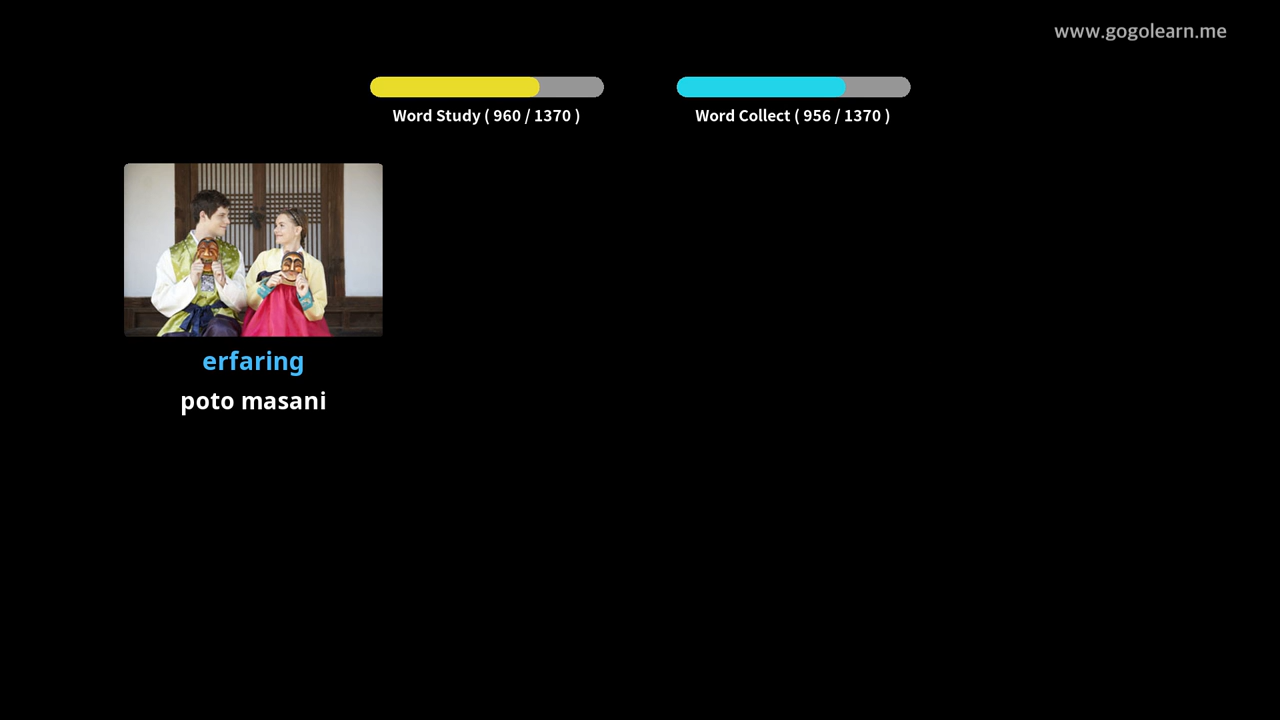 www.gogolearn.me
Word Study ( 960 / 1370 )
Word Collect ( 956 / 1370 )
erfaring
poto masani